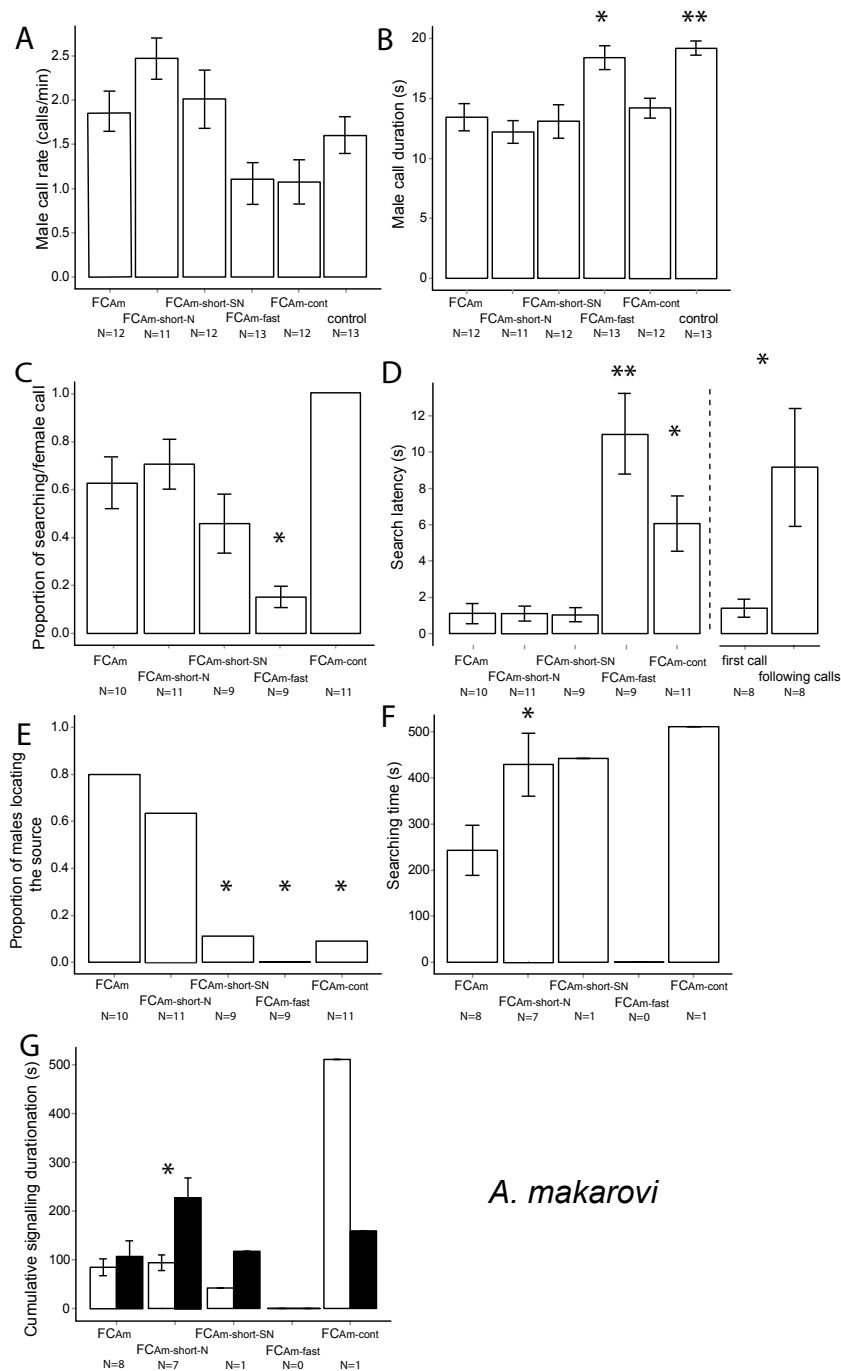 A
Male call rate (calls/min)
2.5
2.0
1.5
1.0
0.5
0.0
FCAm FCAm-short-SN FCAm-cont
FCAm-short-N FCAm-fast control
N=12 N=11 N=12 N=13 N=12 N=13
B
* **
Male call duration (s)
20
15
10
5
0
FCAm FCAm-short-SN FCAm-cont
FCAm-short-N FCAm-fast control
N=12 N=11 N=12 N=13 N=12 N=13
C
Proportion of searching/female call
1.0
0.8
0.6
0.4
0.2
0.0
*
FCAm FCAm-short-SN FCAm-cont
FCAm-short-N FCAm-fast
N=10 N=11 N=9 N=9 N=11
D
** * *
Search latency (s)
12
10
8
6
4
2
0
FCAm FCAm-short-SN FCAm-cont first call
FCAm-short-N FCAm-fast following calls
N=10 N=11 N=9 N=9 N=11 N=8 N=8
E
Proportion of males locating
the source
1.0
0.8
0.6
0.4
0.2
0.0
* * *
FCAm FCAm-short-SN FCAm-cont
FCAm-short-N FCAm-fast
N=10 N=11 N=9 N=9 N=11
F
*
Searching time (s)
500
400
300
200
100
0
FCAm FCAm-short-SN FCAm-cont
FCAm-short-N FCAm-fast
N=8 N=7 N=1 N=0 N=1
G
Cumulative signalling durationation (s)
500
400
300
200
100
0
*
FCAm FCAm-short-SN FCAm-cont
FCAm-short-N FCAm-fast
N=8 N=7 N=1 N=0 N=1
A. makarovi